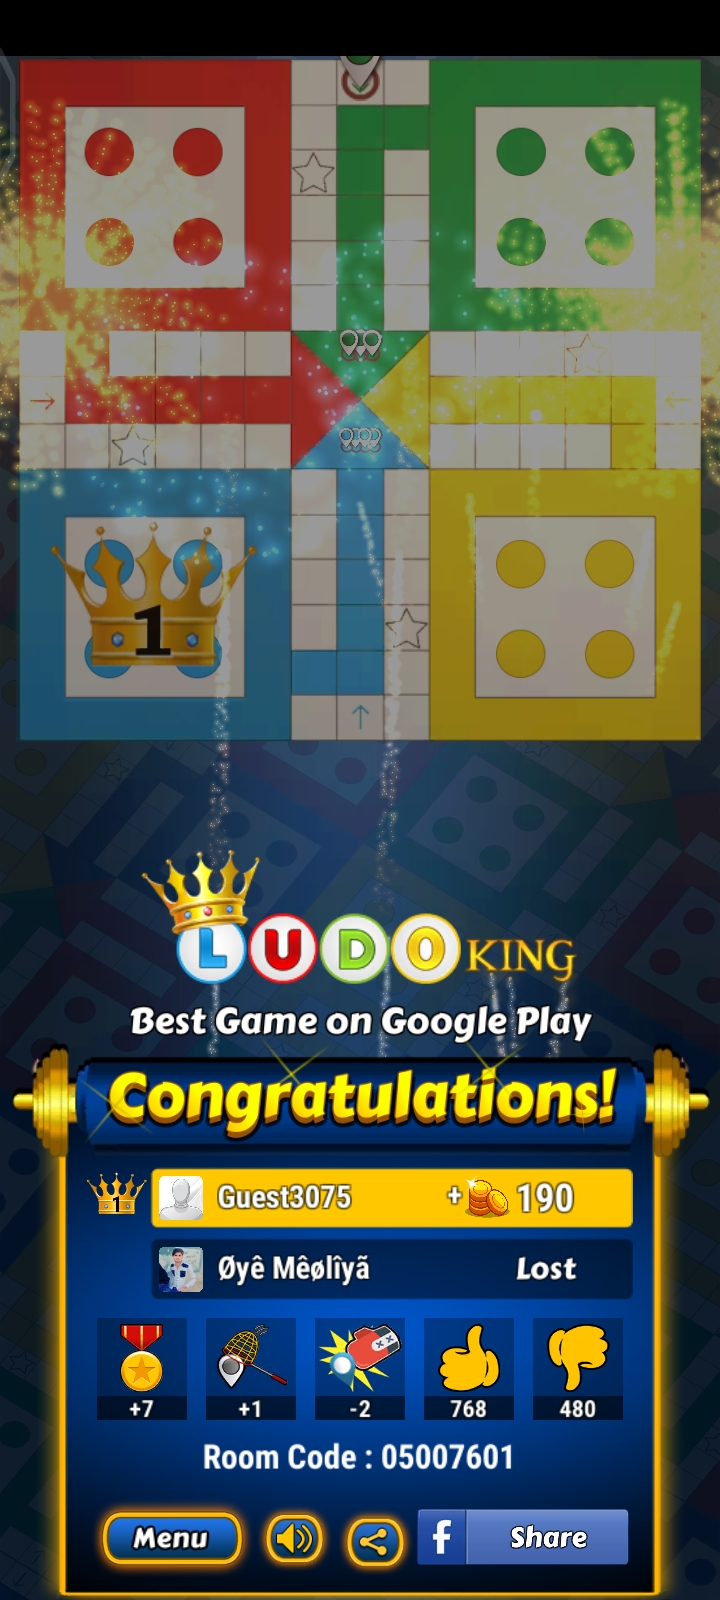 1
LUDO KING
Best Game on Google Play
Congratulations!
1 Guest3075 + 190
Øyê Mêølîyã Lost
+7 +1 -2 768 480
Room Code : 05007601
Menu f Share